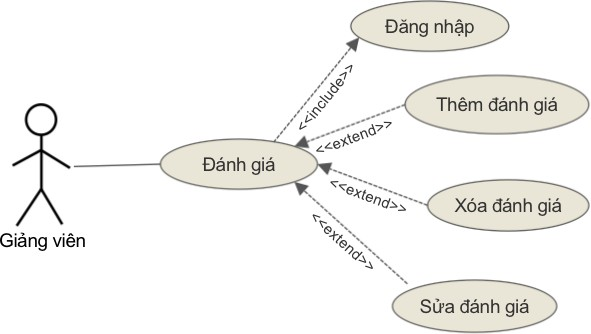 Đăng nhập
<<include>>
Thêm đánh giá
<<extend>>
Đánh giá
<<extend>>
Xóa đánh giá
Giảng viên
<<extend>>
Sửa đánh giá